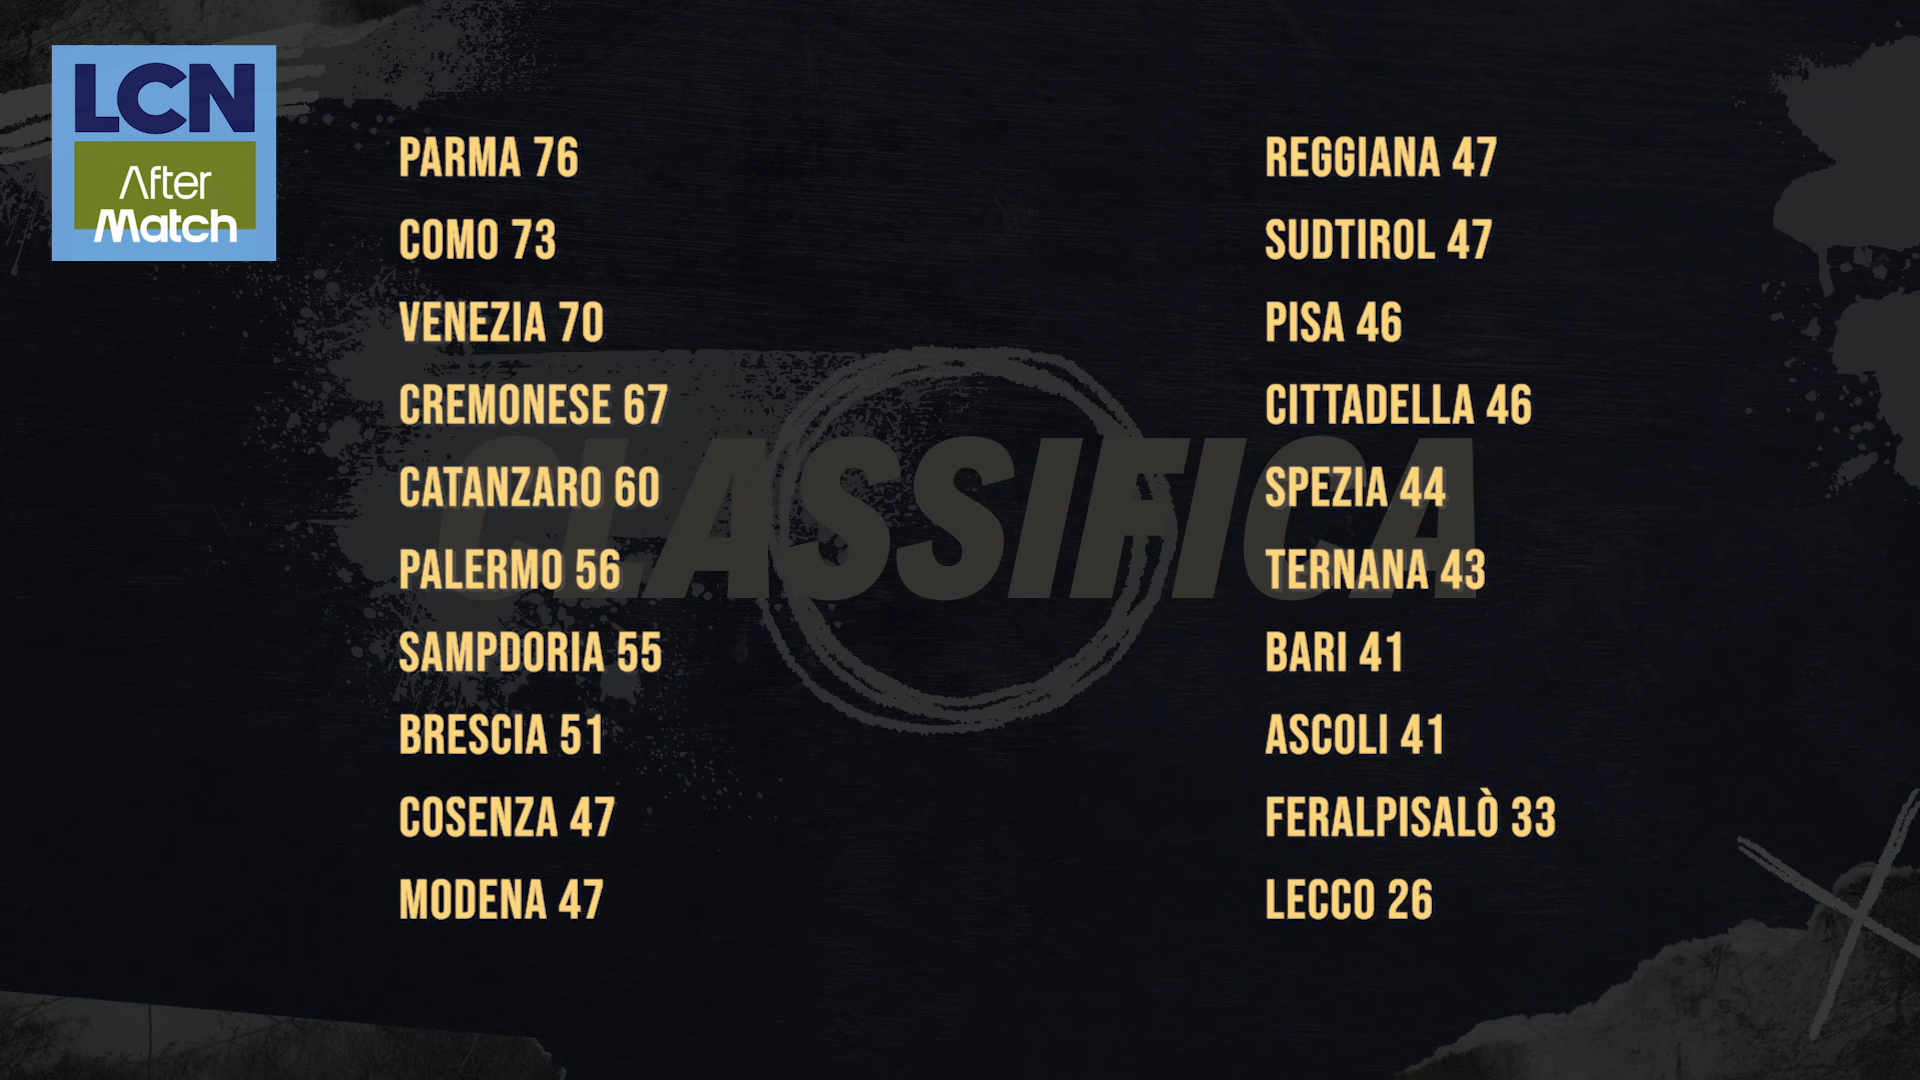 LCN
After
Match
PARMA 76
COMO 73
VENEZIA 70
CREMONESE 67
CATANZARO 60
PALERMO 56
SAMPDORIA 55
BRESCIA 51
COSENZA 47
MODENA 47
CLASSIFICA
REGGIANA 47
SUDTIROL 47
PISA 46
CITTADELLA 46
SPEZIA 44
TERNANA 43
BARI 41
ASCOLI 41
FERALPISALÒ 33
LECCO 26